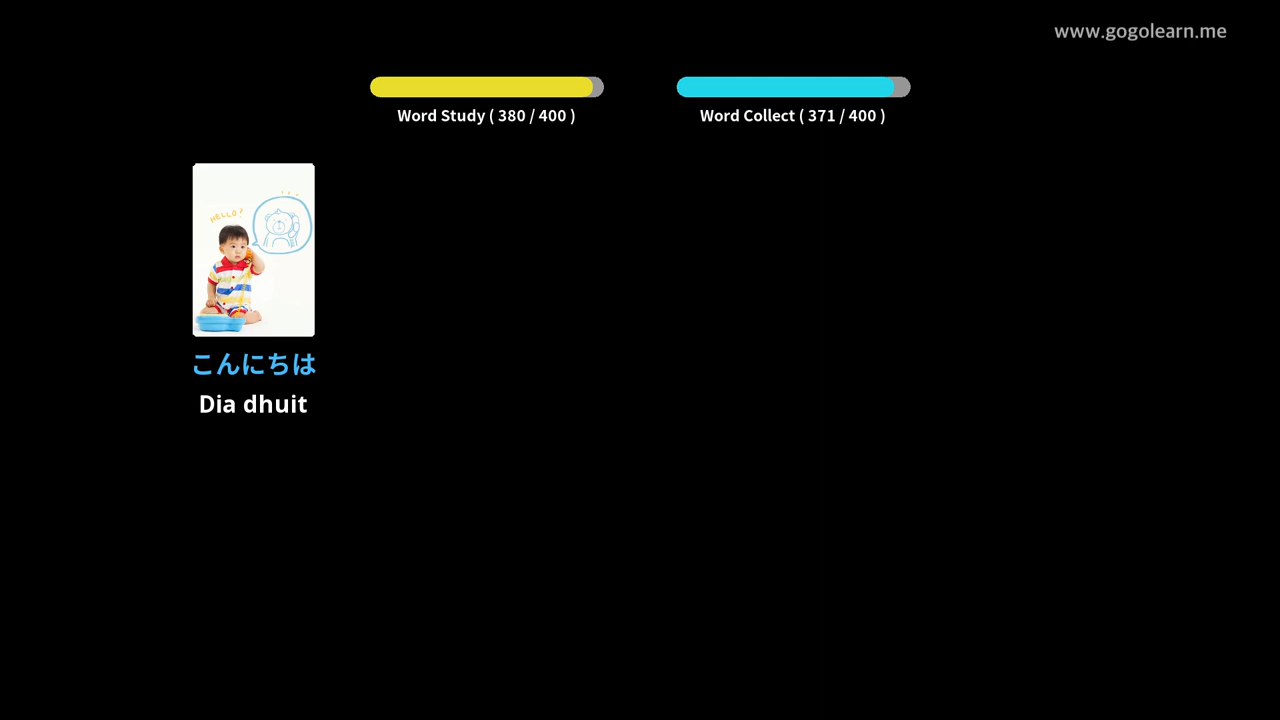 www.gogolearn.me
Word Study ( 380 / 400 )
Word Collect ( 371 / 400 )
HELLO!
こんにちは
Dia dhuit